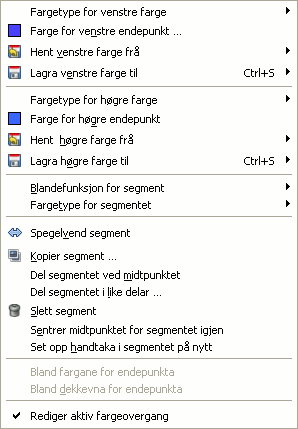 Fargetype for venstre farge
Farge for venstre endepunkt ...
Hent venstre farge frå
Lagra venstre farge til Ctrl+S
Fargetype for høgre farge
Farge for høgre endepunkt
Hent høgre farge frå
Lagra høgre farge til Ctrl+S
Blandefunksjon for segment
Fargetype for segmentet
Spegelvend segment
Kopier segment ...
Del segmentet ved midtpunktet
Del segmentet i like delar ...
Slett segment
Sentrer midtpunktet for segmentet igjen
Set opp handtaka i segmentet på nytt
Bland fargane for endepunkta
Bland dekkevna for endepunkta
Rediger aktiv fargeovergang